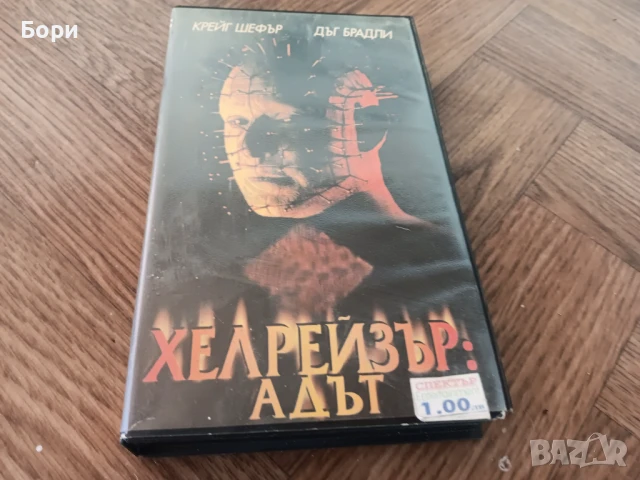 Бори
КРЕЙГ ШЕФЪР ДЪГ БРАДЛИ
ХЕЛРЕЙЗЪР:
АДЪТ
СПЕКТЪР
1.00
BAZAR